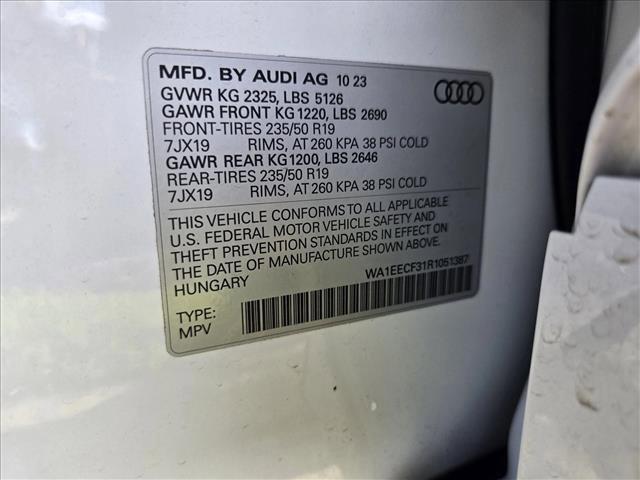 MFD. BY AUDI AG 10 23
GVWR KG 2325, LBS 5126
GAWR FRONT KG 1220, LBS 2690
FRONT-TIRES 235/50 R19
7JX19 RIMS, AT 260 KPA 38 PSI COLD
GAWR REAR KG 1200, LBS 2646
REAR-TIRES 235/50 R19
7JX19 RIMS, AT 260 KPA 38 PSI COLD
THIS VEHICLE CONFORMS TO ALL APPLICABLE
U.S. FEDERAL MOTOR VEHICLE SAFETY AND
THEFT PREVENTION STANDARDS IN EFFECT ON
THE DATE OF MANUFACTURE SHOWN ABOVE.
HUNGARY WA1EECF31R1051387
TYPE:
MPV